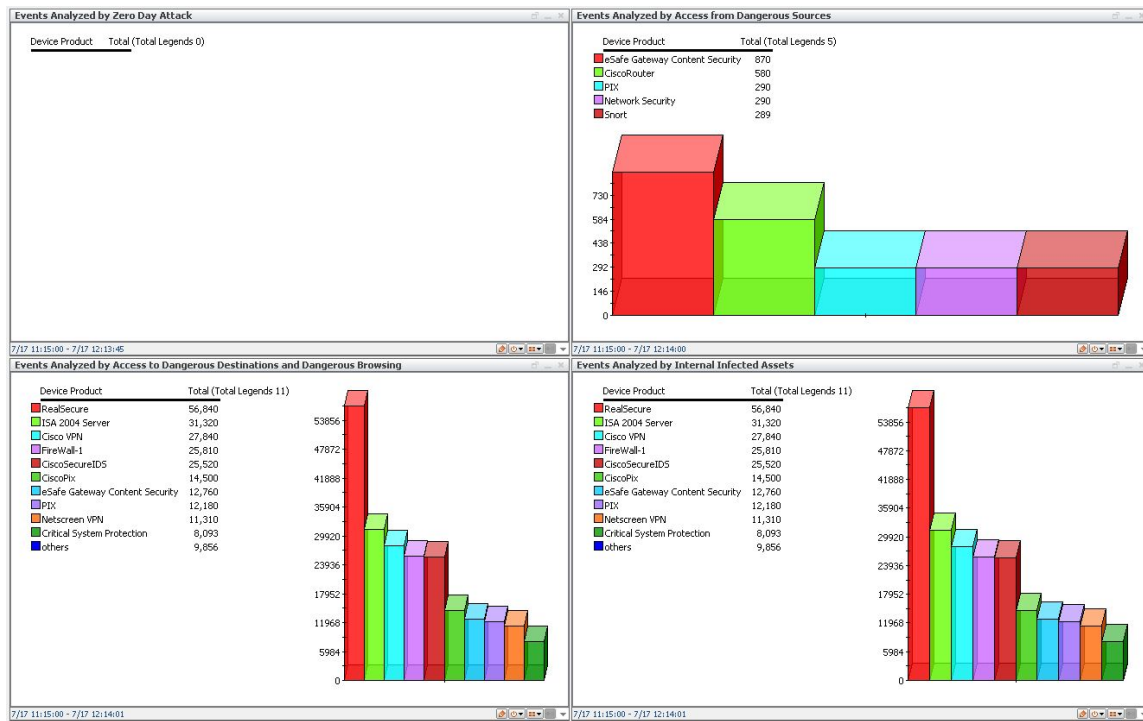 Events Analyzed by Zero Day Attack
Device Product Total (Total Legends 0)
7/17 11:15:00 - 7/17 12:13:45
Events Analyzed by Access from Dangerous Sources
Device Product Total (Total Legends 5)
eSafe Gateway Content Security 870
CiscoRouter 580
PIX 290
Network Security 290
Snort 289
730
584
438
292
146
0
7/17 11:15:00 - 7/17 12:14:00
Events Analyzed by Access to Dangerous Destinations and Dangerous Browsing
Device Product Total (Total Legends 11)
RealSecure 56,840
ISA 2004 Server 31,320
Cisco VPN 27,840
FireWall-1 25,810
CiscoSecureIDS 25,520
CiscoPix 14,500
eSafe Gateway Content Security 12,760
PIX 12,180
Netscreen VPN 11,310
Critical System Protection 8,093
others 9,856
53856
47872
41888
35904
29920
23936
17952
11968
5984
0
7/17 11:15:00 - 7/17 12:14:01
Events Analyzed by Internal Infected Assets
Device Product Total (Total Legends 11)
RealSecure 56,840
ISA 2004 Server 31,320
Cisco VPN 27,840
FireWall-1 25,810
CiscoSecureIDS 25,520
CiscoPix 14,500
eSafe Gateway Content Security 12,760
PIX 12,180
Netscreen VPN 11,310
Critical System Protection 8,093
others 9,856
53856
47872
41888
35904
29920
23936
17952
11968
5984
0
7/17 11:15:00 - 7/17 12:14:01